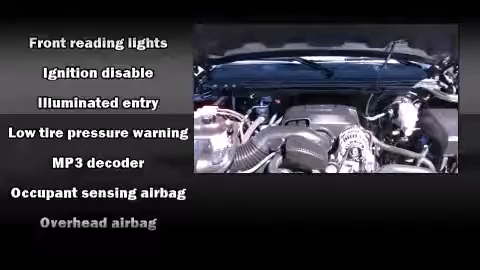 Front reading lights
Ignition disable
Illuminated entry
Low tire pressure warning
MP3 decoder
Occupant sensing airbag
Overhead airbag